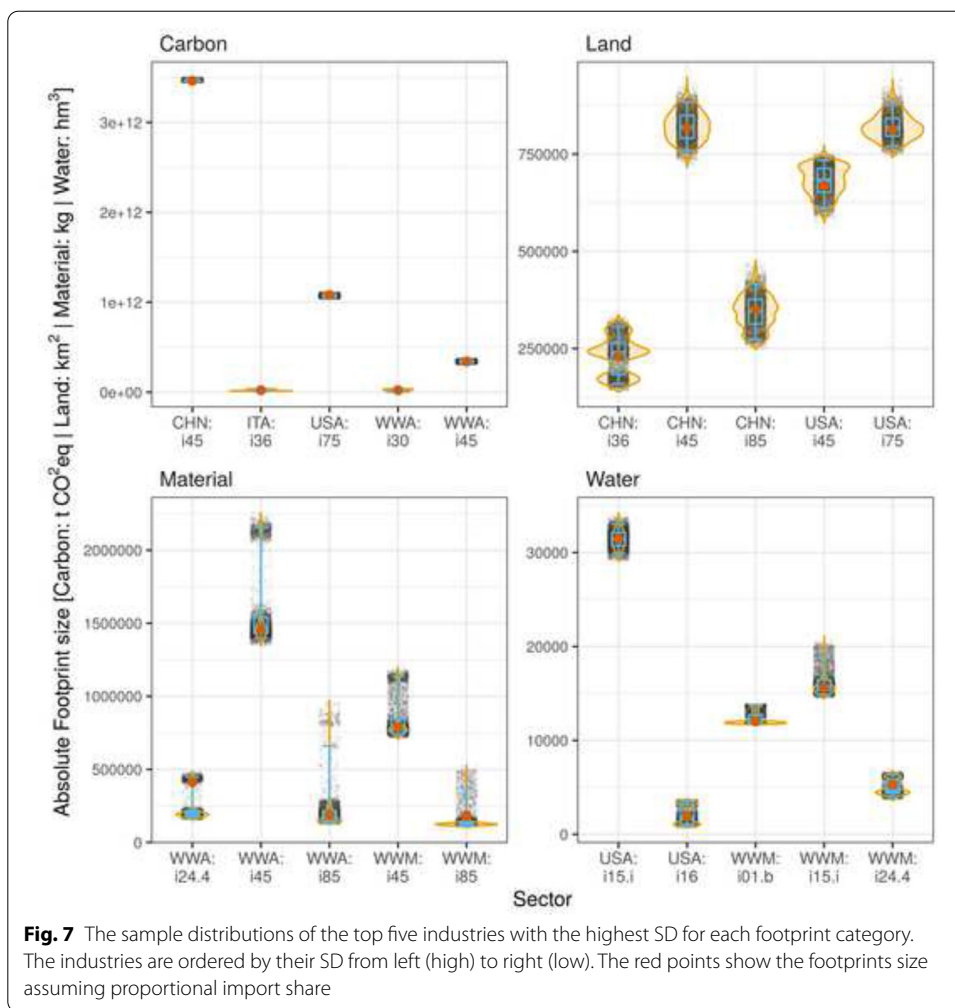 Carbon
Land
Absolute Footprint size [Carbon: t CO²eq | Land: km² | Material: kg | Water: hm³]
3e+12
2e+12
1e+12
0e+00
CHN: ITA: USA: WWA: WWA:
i45 i36 i75 i30 i45
750000
500000
250000
CHN: CHN: CHN: USA: USA:
i36 i45 i85 i45 i75
Material
Water
2000000
1500000
1000000
500000
0
WWA: WWA: WWA: WWM: WWM:
i24.4 i45 i85 i45 i85
30000
20000
10000
0
USA: USA: WWM: WWM: WWM:
i15.i i16 i01.b i15.i i24.4
Sector
Fig. 7 The sample distributions of the top five industries with the highest SD for each footprint category.
The industries are ordered by their SD from left (high) to right (low). The red points show the footprints size
assuming proportional import share